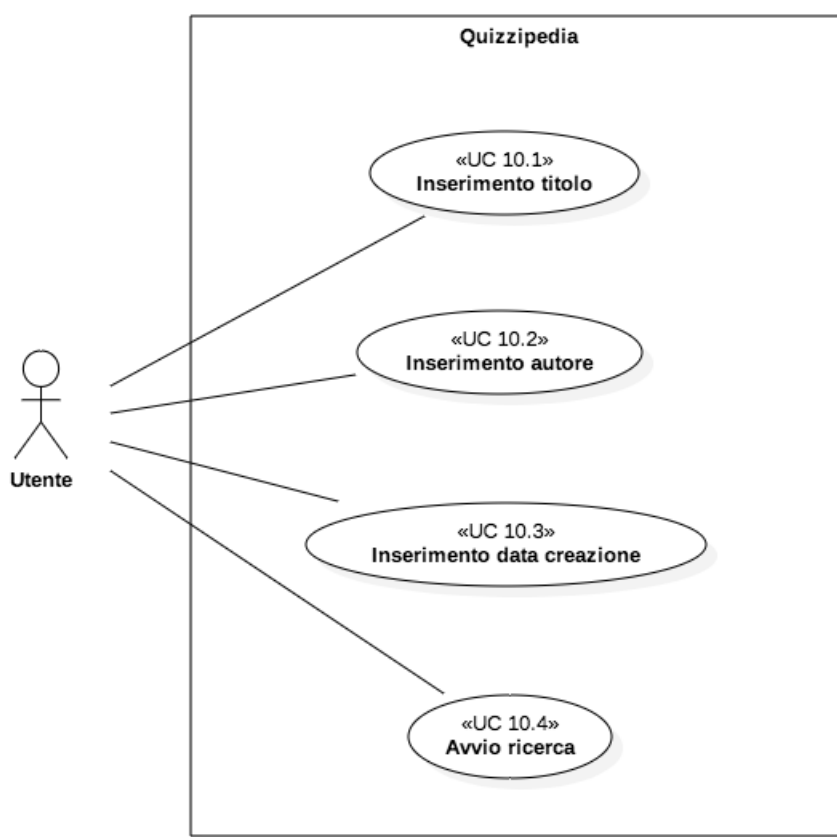 Quizzipedia
«UC 10.1»
Inserimento titolo
«UC 10.2»
Inserimento autore
Utente
«UC 10.3»
Inserimento data creazione
«UC 10.4»
Avvio ricerca